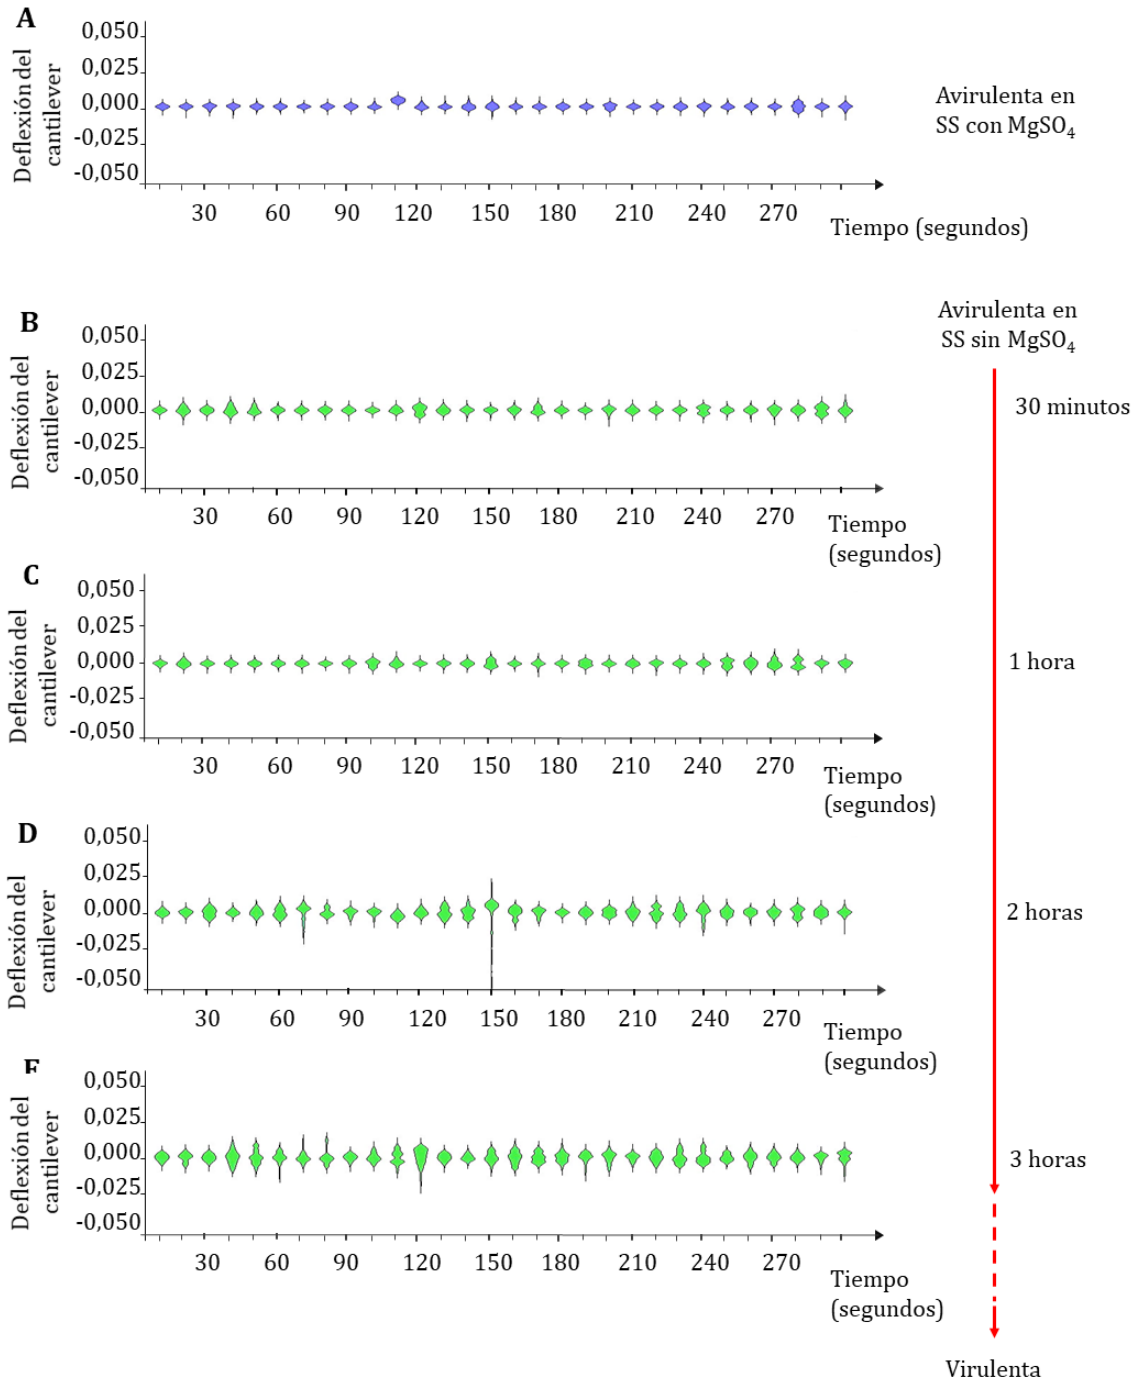 A
Deflexión del
cantilever
0,050
0,025
0,000
-0,025
-0,050
30 60 90 120 150 180 210 240 270
Tiempo (segundos)
Avirulenta en
SS con MgSO₄
Avirulenta en
SS sin MgSO₄
B
Deflexión del
cantilever
0,050
0,025
0,000
-0,025
-0,050
30 60 90 120 150 180 210 240 270
Tiempo
(segundos)
30 minutos
C
Deflexión del
cantilever
0,050
0,025
0,000
-0,025
-0,050
30 60 90 120 150 180 210 240 270
Tiempo
(segundos)
1 hora
D
Deflexión del
cantilever
0,050
0,025
0,000
-0,025
-0,050
30 60 90 120 150 180 210 240 270
Tiempo
(segundos)
2 horas
Deflexión del
cantilever
0,050
0,025
0,000
-0,025
-0,050
30 60 90 120 150 180 210 240 270
Tiempo
(segundos)
3 horas
Virulenta